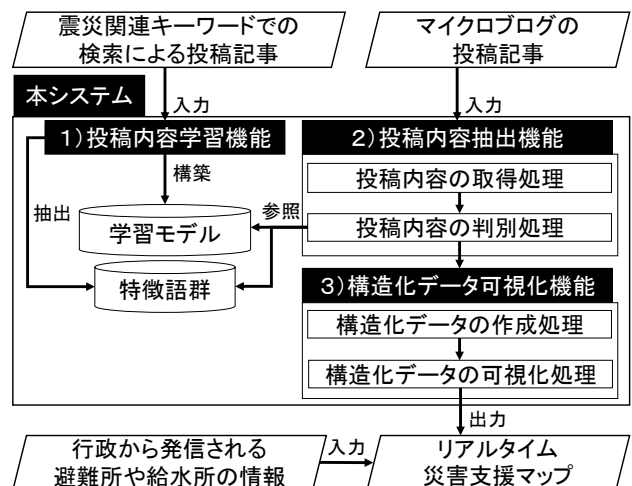 震災関連キーワードでの
検索による投稿記事
マイクロブログの
投稿記事
本システム
入力
入力
1)投稿内容学習機能
2)投稿内容抽出機能
構築
投稿内容の取得処理
抽出
参照
学習モデル
投稿内容の判別処理
特徴語群
3)構造化データ可視化機能
構造化データの作成処理
構造化データの可視化処理
出力
行政から発信される
避難所や給水所の情報
入力
リアルタイム
災害支援マップ